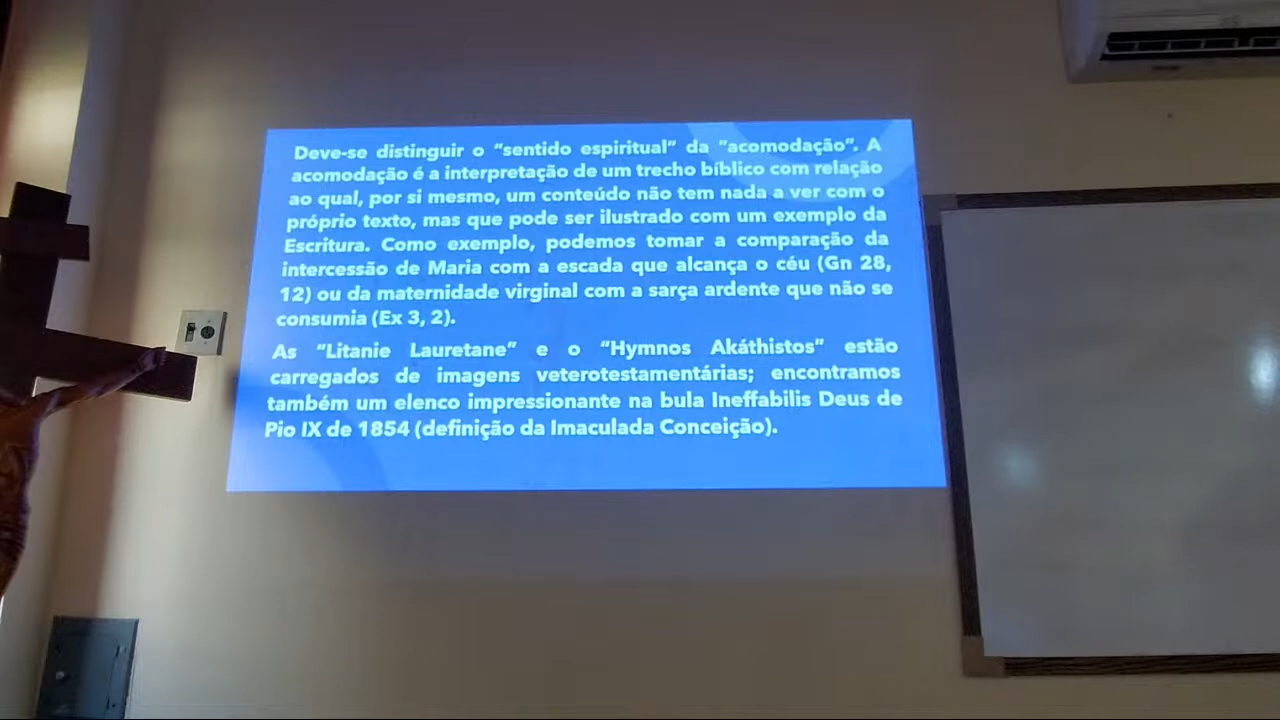 Deve-se distinguir o “sentido espiritual” da ”acomodação”. A
acomodação é a interpretação de um trecho bíblico com relação
ao qual, por si mesmo, um conteúdo não tem nada a ver com o
próprio texto, mas que pode ser ilustrado com um exemplo da
Escritura. Como exemplo, podemos tomar a comparação da
intercessão de Maria com a escada que alcança o céu (Gn 28,
12) ou da maternidade virginal com a sarça ardente que não se
consumia (Ex 3, 2).
As “Litanie Lauretane” e o “Hymnos Akáthistos” estão
carregados de imagens veterotestamentárias; encontramos
também um elenco impressionante na bula Ineffabilis Deus de
Pio IX de 1854 (definição da Imaculada Conceição).